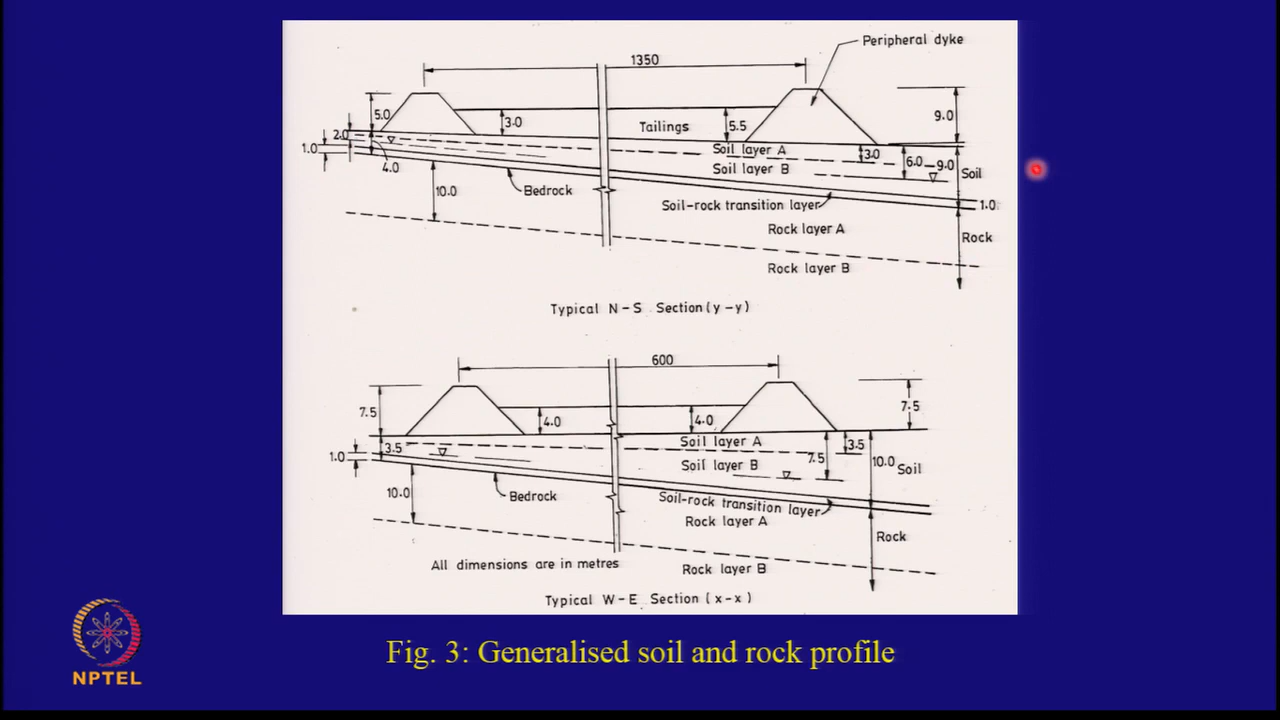 Peripheral dyke
1350
5.0
3.0
Tailings
5.5
9.0
2.0
1.0
4.0
Soil layer A
3.0
6.0
9.0
Soil
Soil layer B
10.0
Bedrock
Soil-rock transition layer
1.0
Rock layer A
Rock
Rock layer B
Typical N-S Section (y-y)
600
7.5
4.0
4.0
7.5
3.5
1.0
Soil layer A
3.5
Soil layer B
7.5
10.0
Soil
10.0
Bedrock
Soil-rock transition layer
Rock layer A
Rock
All dimensions are in metres
Rock layer B
Typical W-E Section (x-x)
Fig. 3: Generalised soil and rock profile
NPTEL